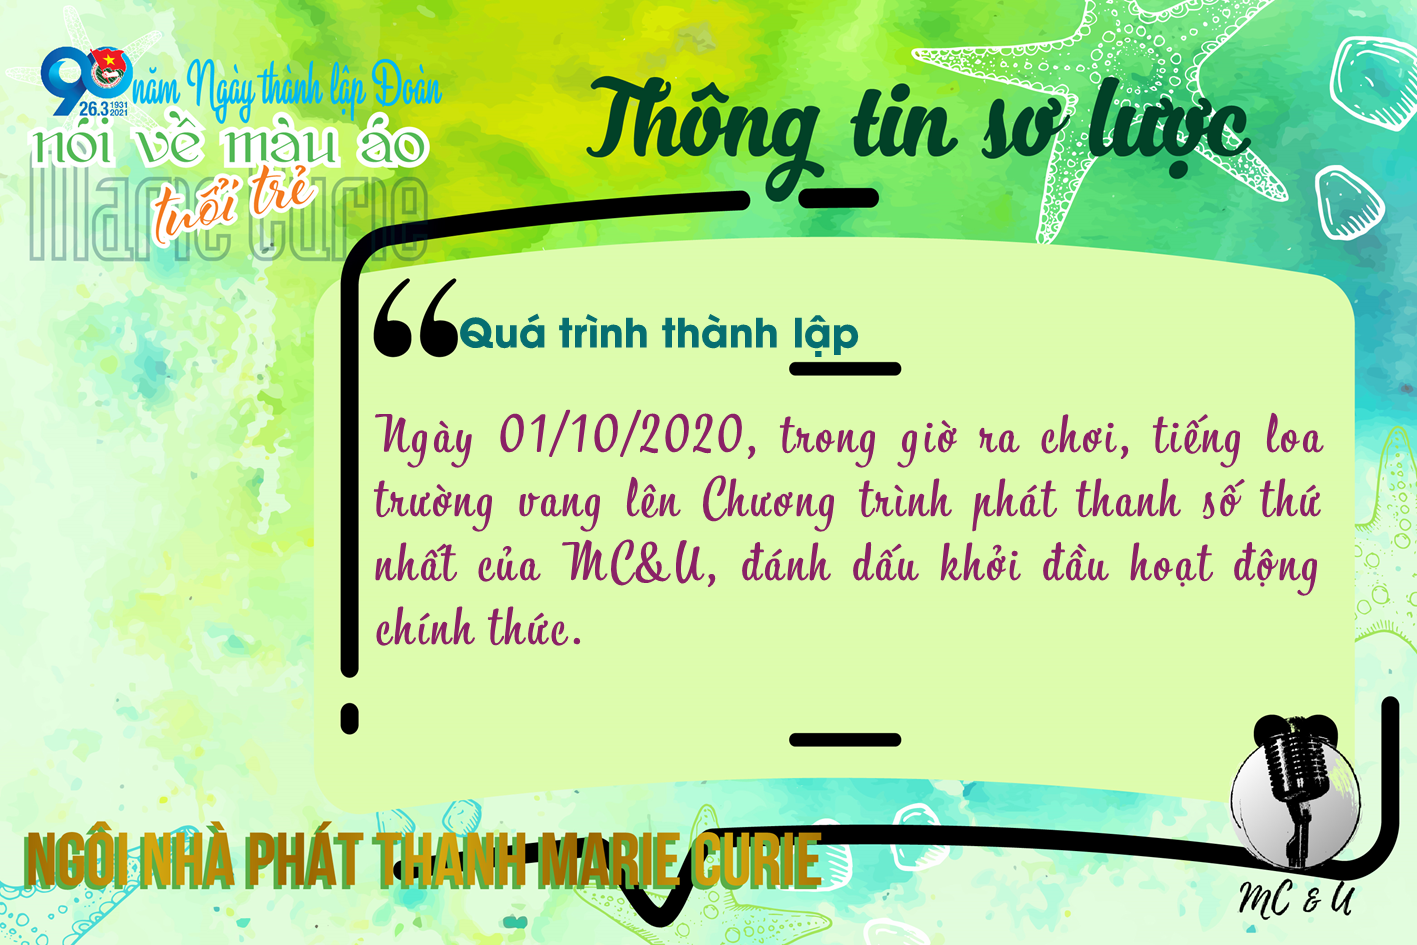 90 năm Ngày thành lập Đoàn
26.3 1931 2021
nói về màu áo
tuổi trẻ
Marie Curie
Thông tin sơ lược
“Quá trình thành lập
Ngày 01/10/2020, trong giờ ra chơi, tiếng loa
trường vang lên Chương trình phát thanh số thứ
nhất của MC&U, đánh dấu khởi đầu hoạt động
chính thức.
NGÔI NHÀ PHÁT THANH MARIE CURIE
MC & U